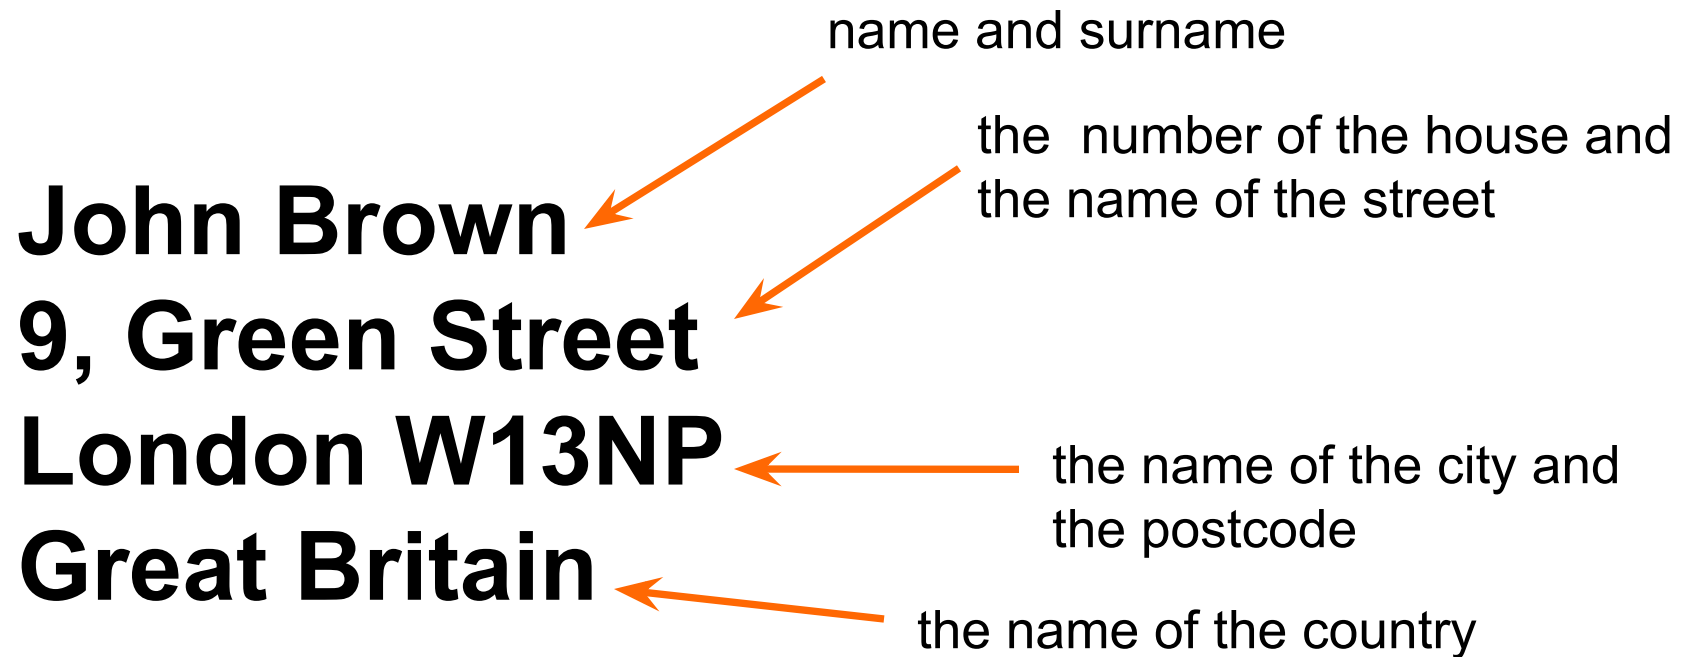 name and surname
the number of the house and
the name of the street
John Brown
9, Green Street
London W13NP
the name of the city and
the postcode
Great Britain
the name of the country